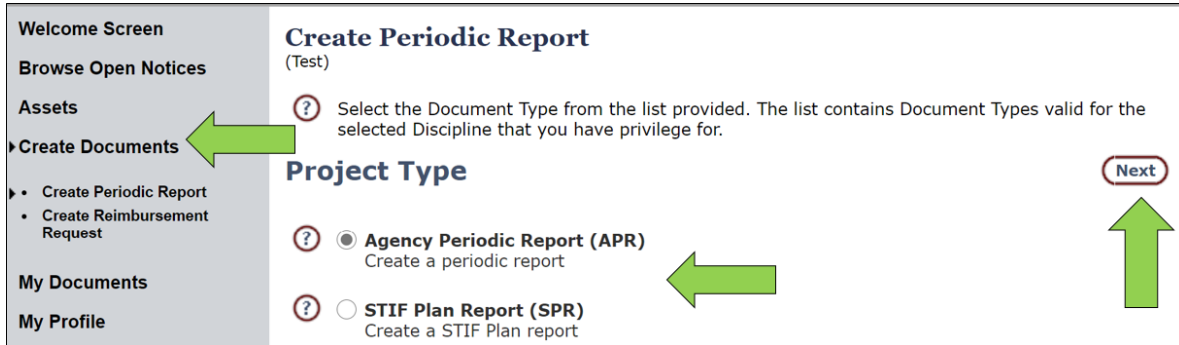 Welcome Screen
Browse Open Notices
Assets
Create Documents
• Create Periodic Report
• Create Reimbursement
Request
My Documents
My Profile
Create Periodic Report
(Test)
? Select the Document Type from the list provided. The list contains Document Types valid for the
selected Discipline that you have privilege for.
Project Type
Next
? Agency Periodic Report (APR)
Create a periodic report
? STIF Plan Report (SPR)
Create a STIF Plan report